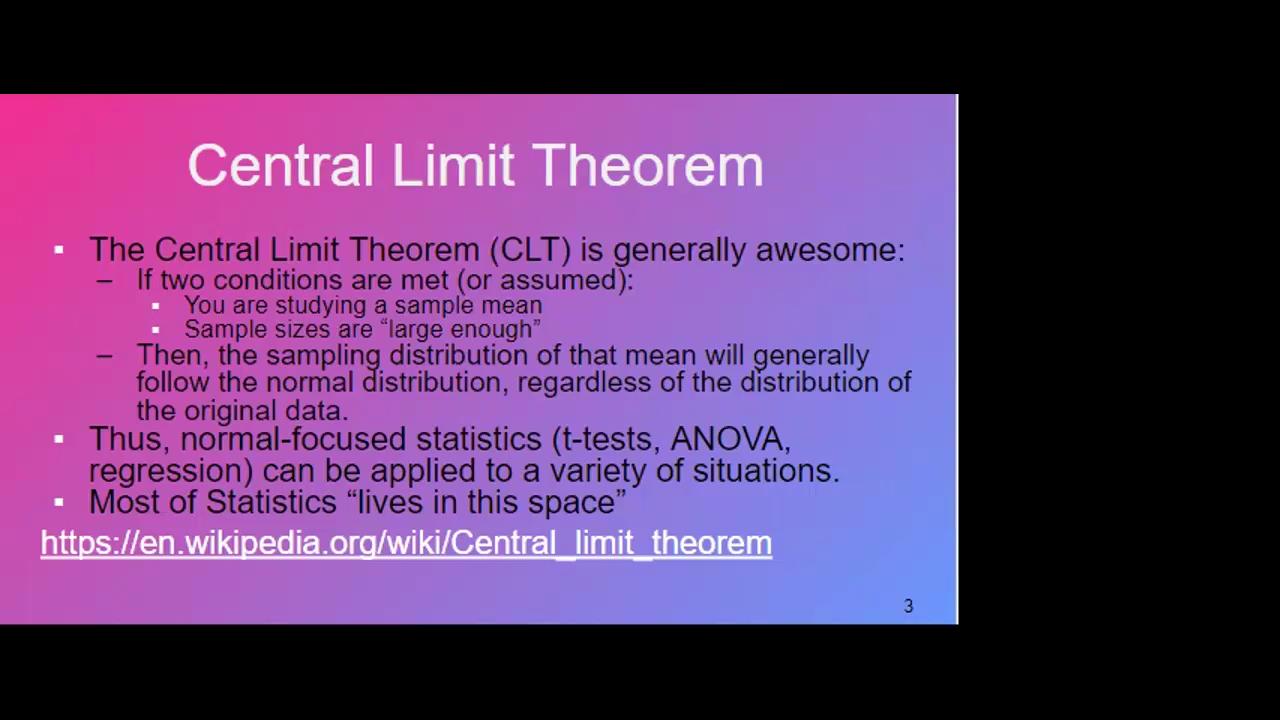 Central Limit Theorem
▪ The Central Limit Theorem (CLT) is generally awesome:
– If two conditions are met (or assumed):
▪ You are studying a sample mean
▪ Sample sizes are “large enough”
– Then, the sampling distribution of that mean will generally
follow the normal distribution, regardless of the distribution of
the original data.
▪ Thus, normal-focused statistics (t-tests, ANOVA,
regression) can be applied to a variety of situations.
▪ Most of Statistics “lives in this space”
https://en.wikipedia.org/wiki/Central_limit_theorem
3